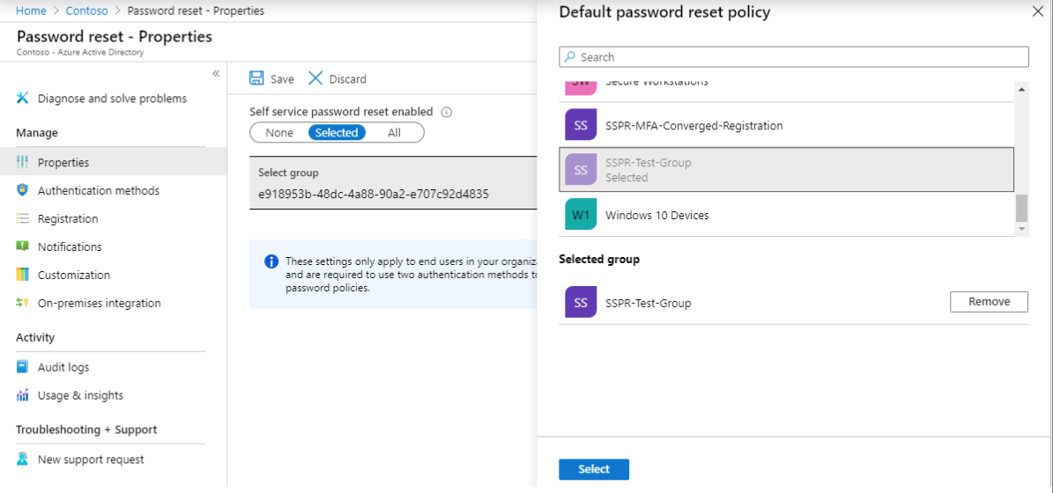 Home > Contoso > Password reset - Properties
Password reset - Properties
Contoso - Azure Active Directory
«
Diagnose and solve problems
Manage
Properties
Authentication methods
Registration
Notifications
Customization
On-premises integration
Activity
Audit logs
Usage & insights
Troubleshooting + Support
New support request
Save
Discard
Self service password reset enabled
None
Selected
All
Select group
e918953b-48dc-4a88-90a2-e707c92d4835
These settings only apply to end users in your organiza
and are required to use two authentication methods to
password policies.
Default password reset policy
Search
SW
Secure Workstations
SS
SSPR-MFA-Converged-Registration
SS
SSPR-Test-Group
Selected
W1
Windows 10 Devices
Selected group
SS
SSPR-Test-Group
Remove
Select